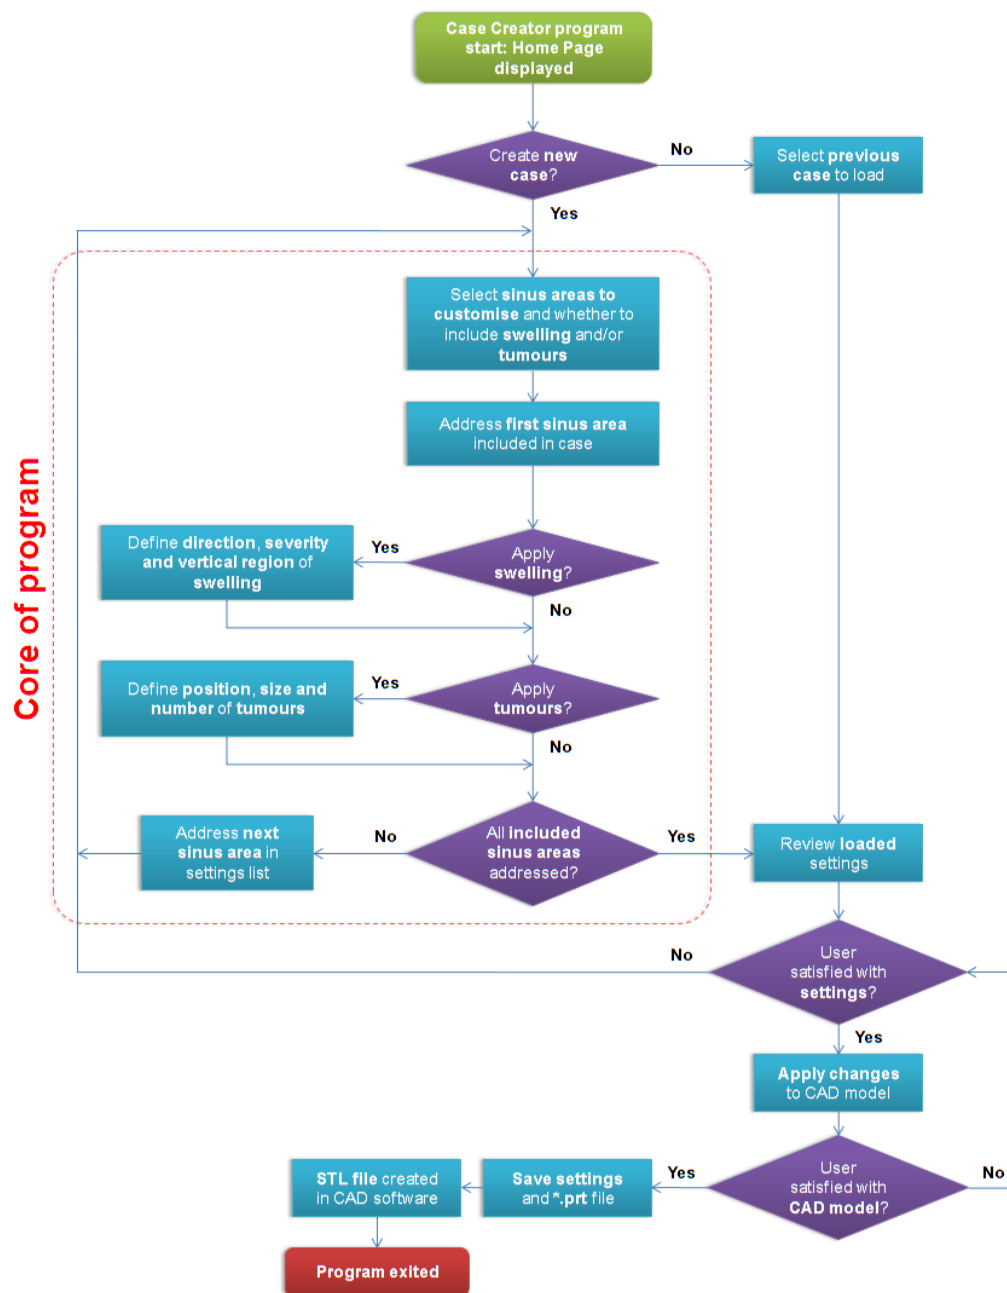 Case Creator program
start: Home Page
displayed
Create new
case?
No
Select previous
case to load
Yes
Select sinus areas to
customise and whether to
include swelling and/or
tumours
Address first sinus area
included in case
Core of program
Define direction, severity
and vertical region of
swelling
Yes
Apply
swelling?
No
Define position, size and
number of tumours
Yes
Apply
tumours?
No
Address next
sinus area in
settings list
No
All included
sinus areas
addressed?
Yes
Review loaded
settings
No
User
satisfied with
settings?
Yes
Apply changes
to CAD model
STL file created
in CAD software
Save settings
and *.prt file
Yes
User
satisfied with
CAD model?
No
Program exited